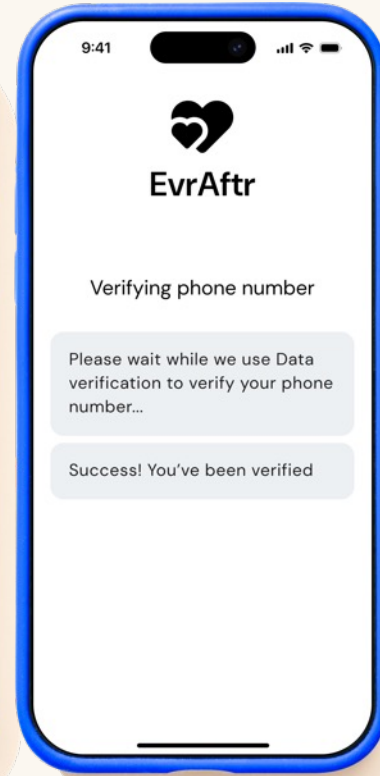 9:41
EvrAftr
Verifying phone number
Please wait while we use Data
verification to verify your phone
number...
Success! You’ve been verified